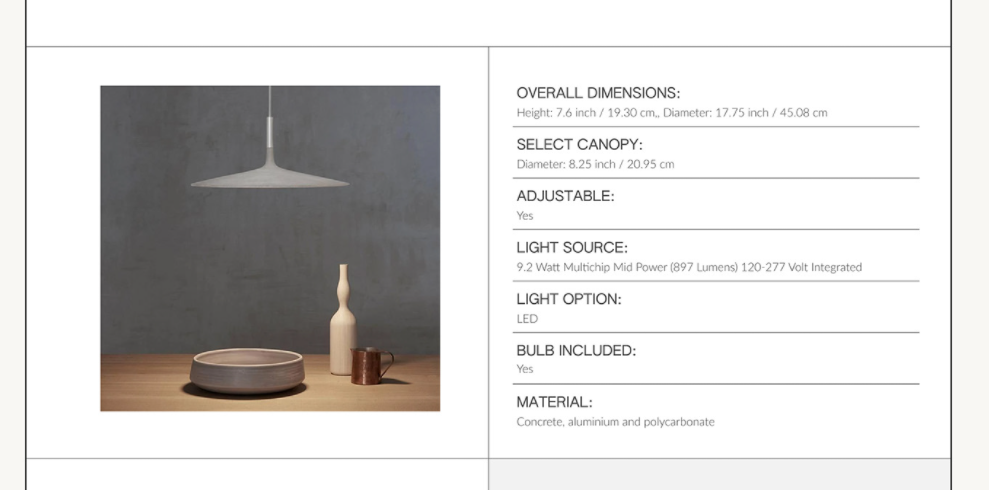 OVERALL DIMENSIONS:
Height: 7.6 inch / 19.30 cm,, Diameter: 17.75 inch / 45.08 cm
SELECT CANOPY:
Diameter: 8.25 inch / 20.95 cm
ADJUSTABLE:
Yes
LIGHT SOURCE:
9.2 Watt Multichip Mid Power (897 Lumens) 120-277 Volt Integrated
LIGHT OPTION:
LED
BULB INCLUDED:
Yes
MATERIAL:
Concrete, aluminium and polycarbonate